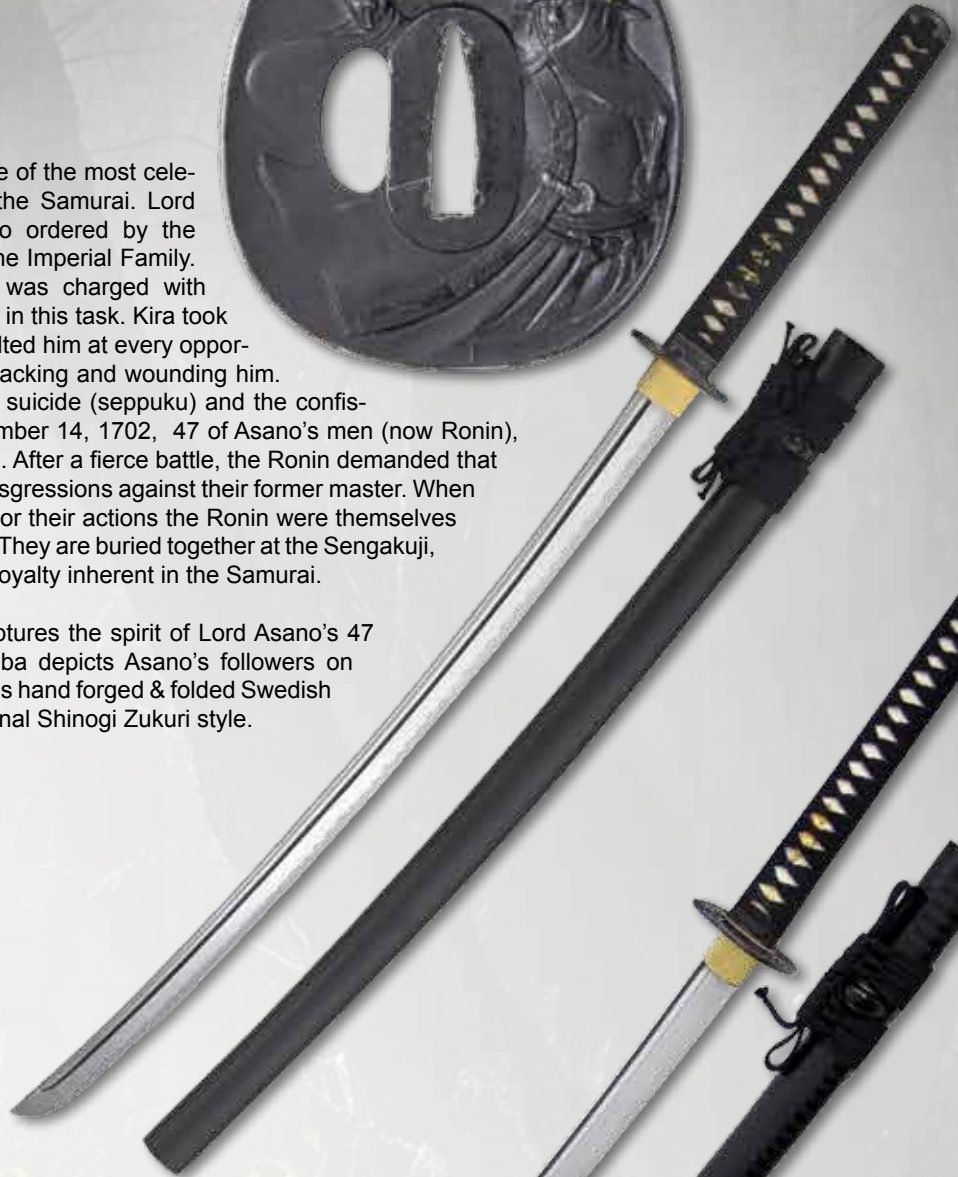 e of the most cele-
the Samurai. Lord
o ordered by the
he Imperial Family.
was charged with
in this task. Kira took
lted him at every oppor-
acking and wounding him.
suicide (seppuku) and the confis-
mber 14, 1702, 47 of Asano's men (now Ronin),
. After a fierce battle, the Ronin demanded that
sgressions against their former master. When
or their actions the Ronin were themselves
They are buried together at the Sengakuji,
oyalty inherent in the Samurai.
ptures the spirit of Lord Asano's 47
ba depicts Asano's followers on
s hand forged & folded Swedish
nal Shinogi Zukuri style.